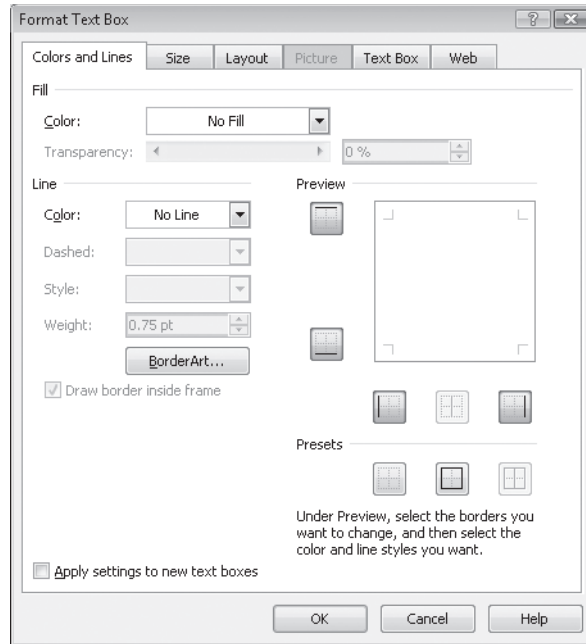 Format Text Box
Colors and Lines Size Layout Picture Text Box Web
Fill
Color: No Fill
Transparency: 0 %
Line
Color: No Line
Dashed:
Style:
Weight: 0.75 pt
BorderArt...
Draw border inside frame
Preview
Presets
Under Preview, select the borders you
want to change, and then select the
color and line styles you want.
Apply settings to new text boxes
OK Cancel Help